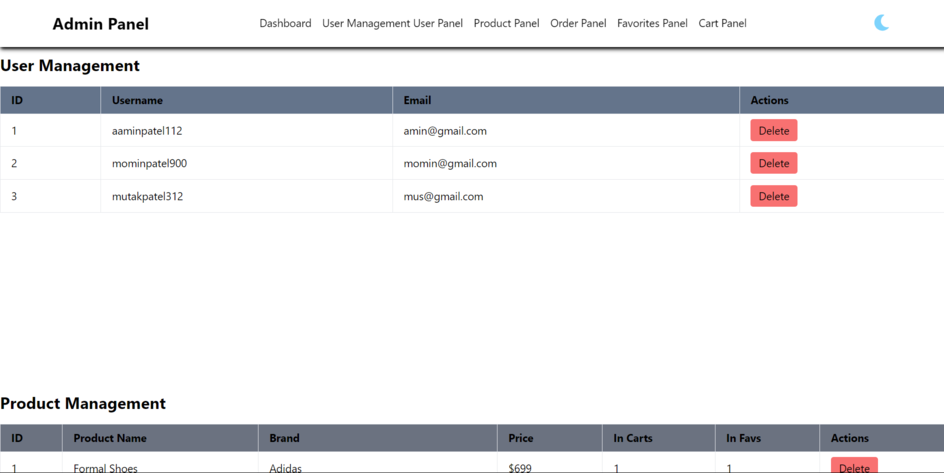 Admin Panel Dashboard User Management User Panel Product Panel Order Panel Favorites Panel Cart Panel
User Management
ID Username Email Actions
1 aaminpatel112 amin@gmail.com Delete
2 mominpatel900 momin@gmail.com Delete
3 mutakpatel312 mus@gmail.com Delete
Product Management
ID Product Name Brand Price In Carts In Favs Actions
1 Formal Shoes Adidas $699 1 1 Delete